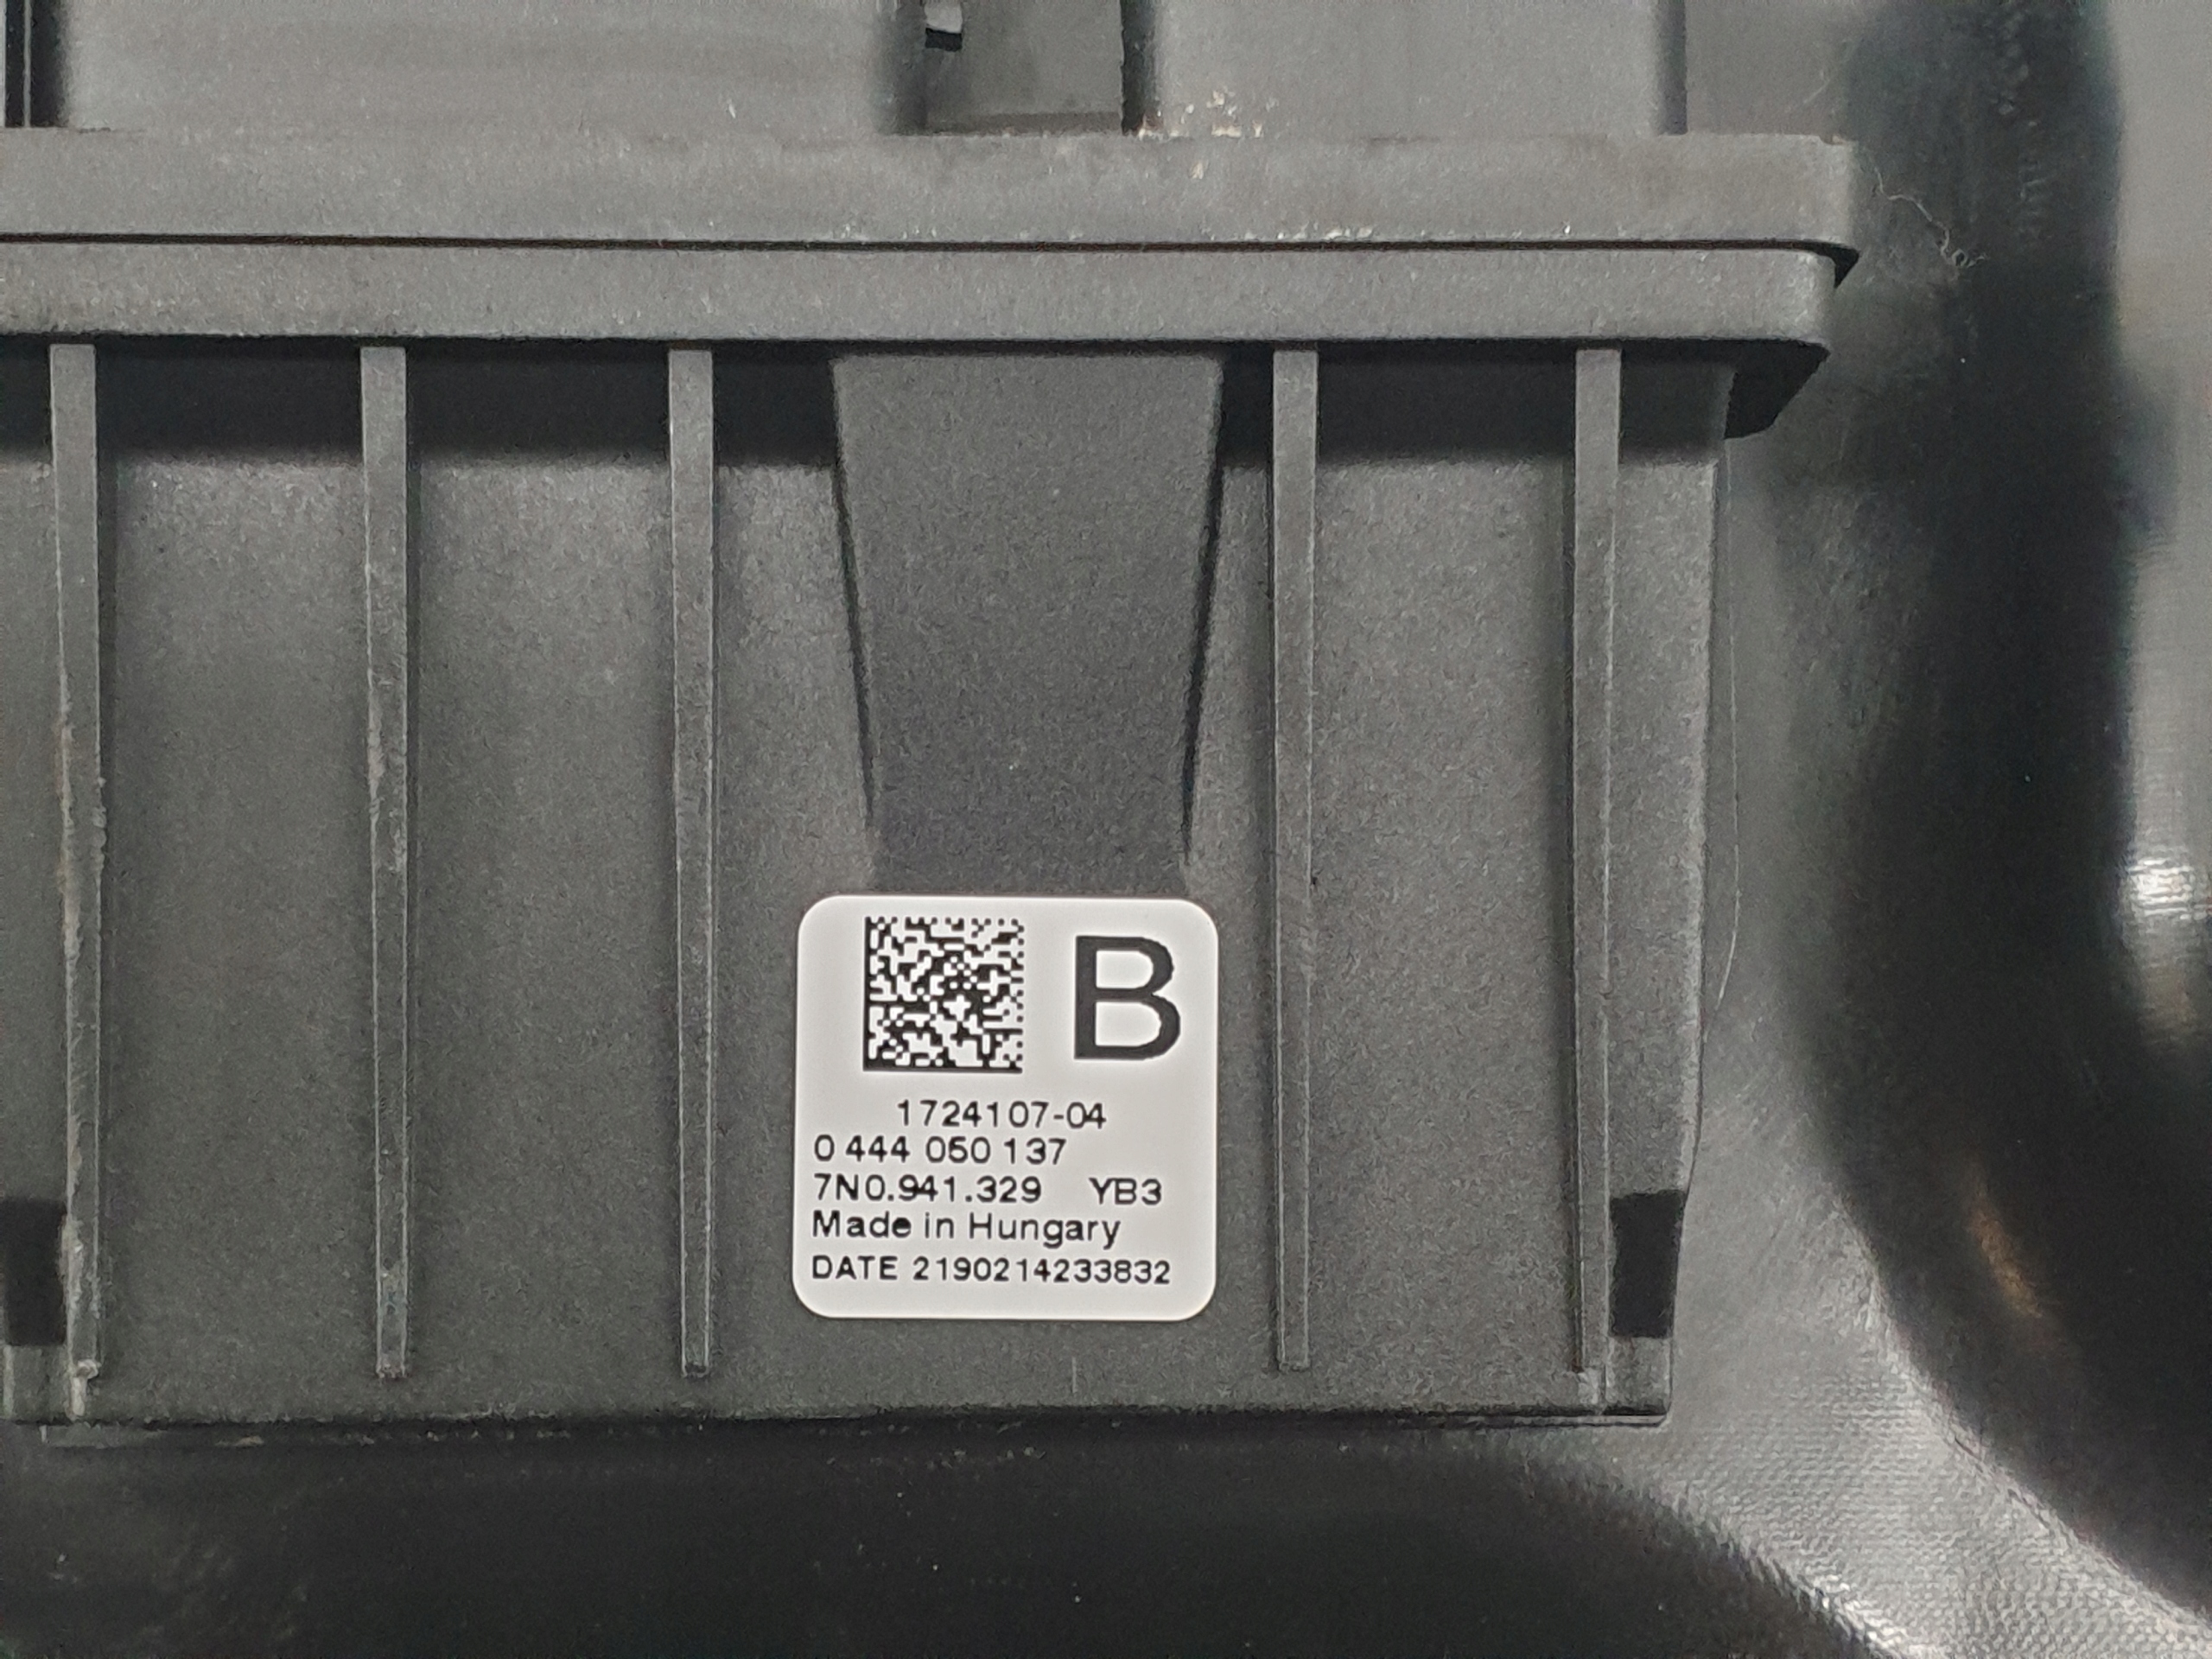 B
1724107-04
0 444 050 137
7N0.941.329 YB3
Made in Hungary
DATE 2190214233832